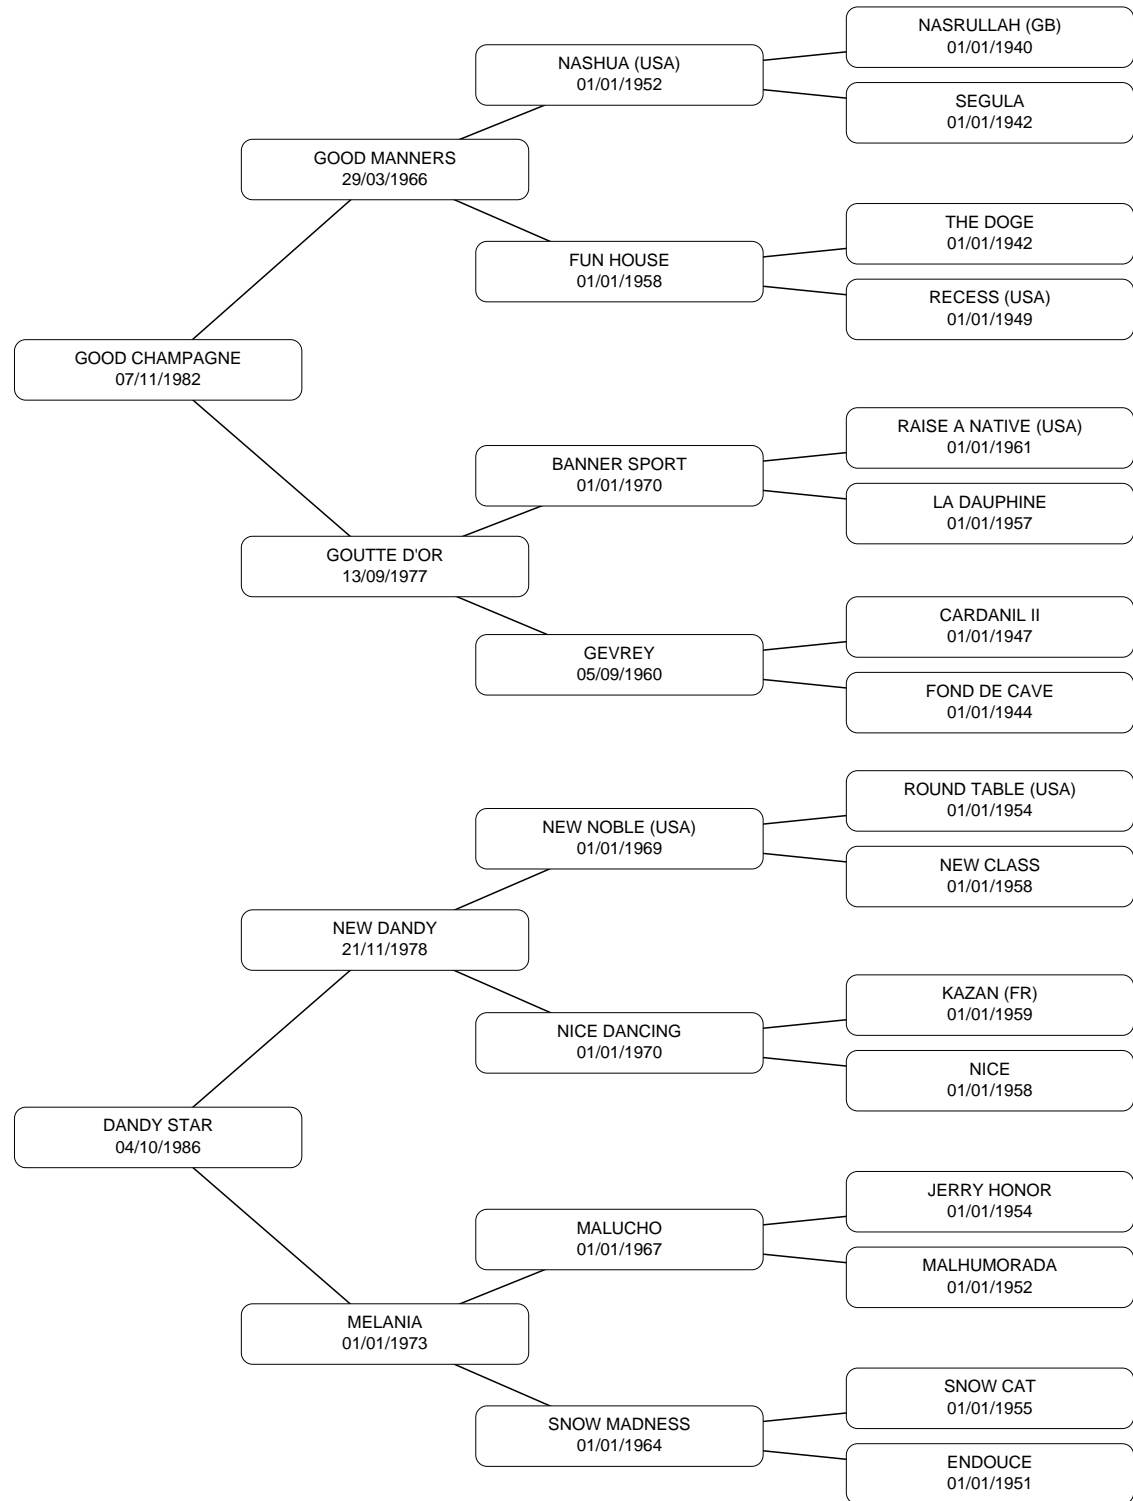 NASRULLAH (GB)
01/01/1940
NASHUA (USA)
01/01/1952
SEGULA
01/01/1942
GOOD MANNERS
29/03/1966
THE DOGE
01/01/1942
FUN HOUSE
01/01/1958
RECESS (USA)
01/01/1949
GOOD CHAMPAGNE
07/11/1982
RAISE A NATIVE (USA)
01/01/1961
BANNER SPORT
01/01/1970
LA DAUPHINE
01/01/1957
GOUTTE D'OR
13/09/1977
CARDANIL II
01/01/1947
GEVREY
05/09/1960
FOND DE CAVE
01/01/1944
ROUND TABLE (USA)
01/01/1954
NEW NOBLE (USA)
01/01/1969
NEW CLASS
01/01/1958
NEW DANDY
21/11/1978
KAZAN (FR)
01/01/1959
NICE DANCING
01/01/1970
NICE
01/01/1958
DANDY STAR
04/10/1986
JERRY HONOR
01/01/1954
MALUCHO
01/01/1967
MALHUMORADA
01/01/1952
MELANIA
01/01/1973
SNOW CAT
01/01/1955
SNOW MADNESS
01/01/1964
ENDOUCE
01/01/1951